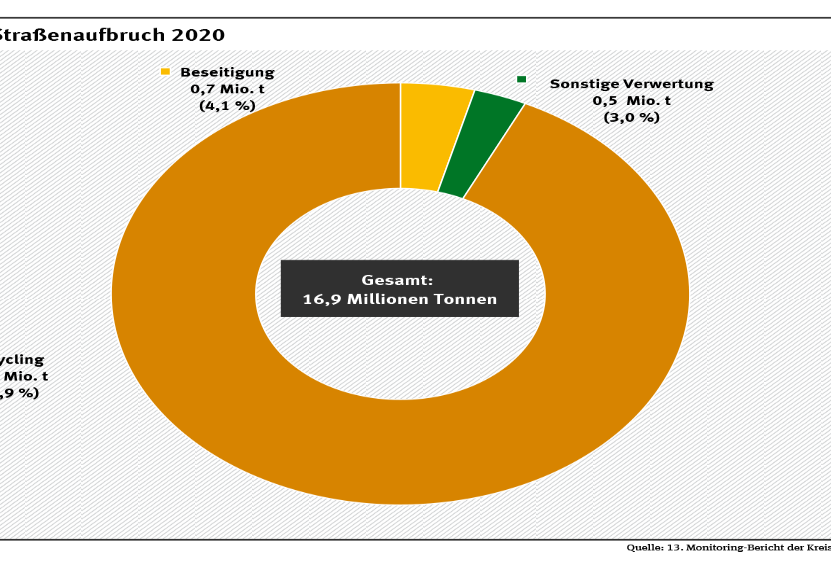 Straßenaufbruch 2020
Beseitigung
0,7 Mio. t
(4,1 %)
Sonstige Verwertung
0,5 Mio. t
(3,0 %)
Gesamt:
16,9 Millionen Tonnen
ycling
Mio. t
,9 %)
Quelle: 13. Monitoring-Bericht der Kreis